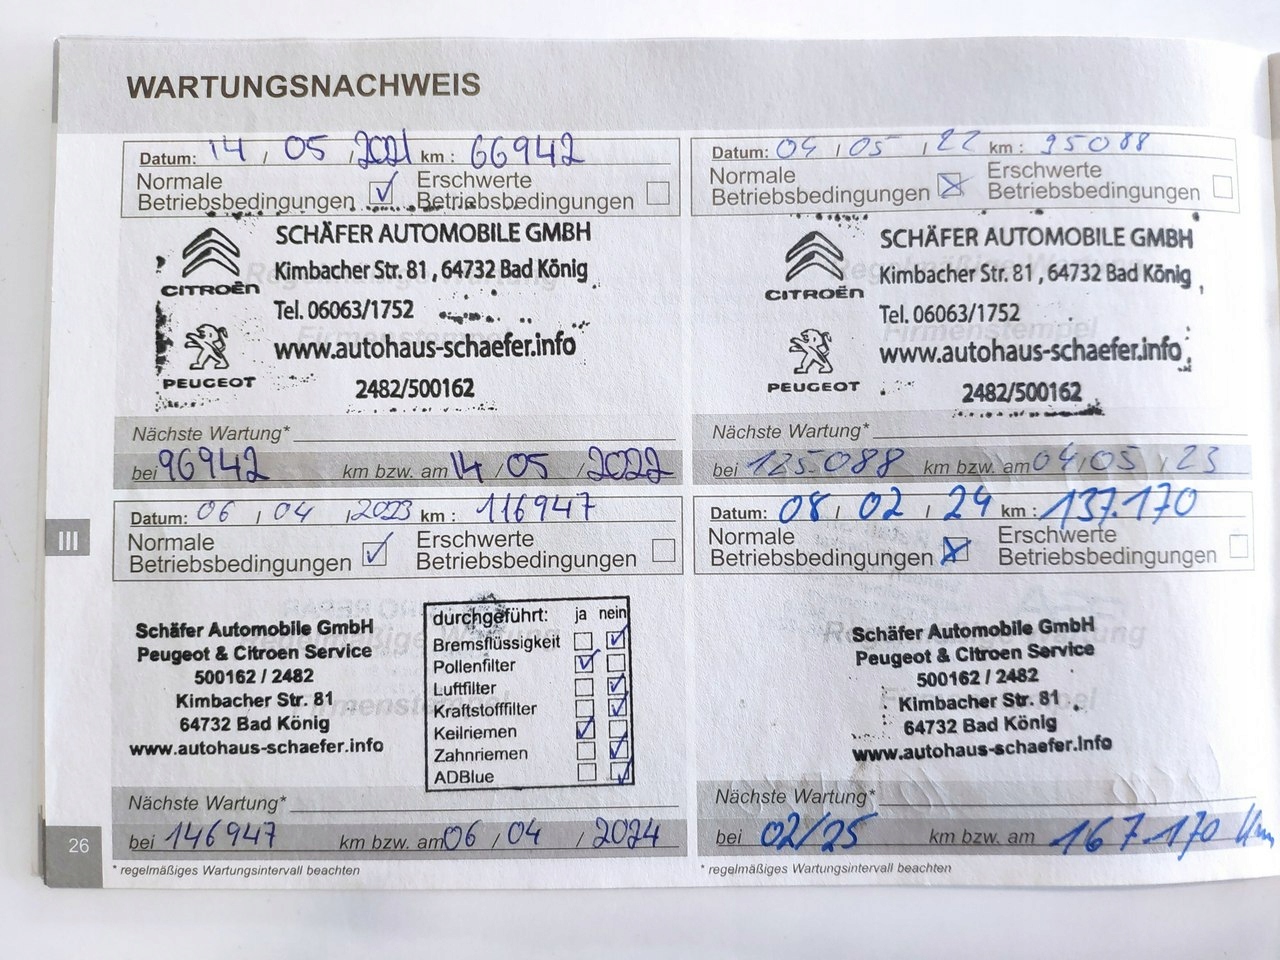 WARTUNGSNACHWEIS
Datum: 14 / 05 / 2021 km : 66942
Normale
Betriebsbedingungen
Erschwerte
Betriebsbedingungen
CITROËN
PEUGEOT
SCHÄFER AUTOMOBILE GMBH
Kimbacher Str. 81 , 64732 Bad König
Tel. 06063/1752
www.autohaus-schaefer.info
2482/500162
Nächste Wartung*
bei 96942 km bzw. am 14 / 05 / 2022
Datum: 04 / 05 / 22 km : 95088
Normale
Betriebsbedingungen
Erschwerte
Betriebsbedingungen
CITROËN
PEUGEOT
SCHÄFER AUTOMOBILE GMBH
Kimbacher Str. 81 , 64732 Bad König
Tel. 06063/1752
www.autohaus-schaefer.info
2482/500162
Nächste Wartung*
bei 125.088 km bzw. am 04/05 / 23
III
Datum: 06 / 04 / 2023 km : 116947
Normale
Betriebsbedingungen
Erschwerte
Betriebsbedingungen
Schäfer Automobile GmbH
Peugeot & Citroen Service
500162 / 2482
Kimbacher Str. 81
64732 Bad König
www.autohaus-schaefer.info
durchgeführt: ja nein
Bremsflüssigkeit
Pollenfilter
Luftfilter
Kraftstofffilter
Keilriemen
Zahnriemen
ADBlue
Nächste Wartung*
bei 146947 km bzw. am 06 / 04 / 2024
* regelmäßiges Wartungsintervall beachten
Datum: 08 / 02 / 24 km : 137.170
Normale
Betriebsbedingungen
Erschwerte
Betriebsbedingungen
Schäfer Automobile GmbH
Peugeot & Citroen Service
500162 / 2482
Kimbacher Str. 81
64732 Bad König
www.autohaus-schaefer.info
Nächste Wartung*
bei 02/25 km bzw. am 167.170 km
* regelmäßiges Wartungsintervall beachten
26